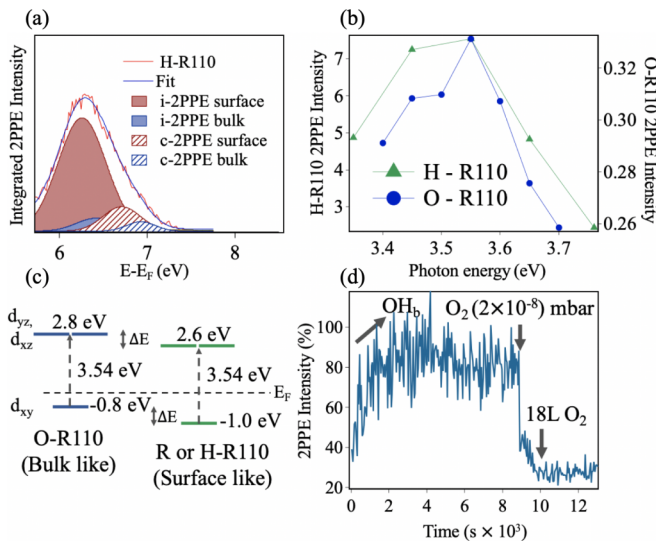 (a)
Integrated 2PPE Intensity
H-R110
Fit
i-2PPE surface
i-2PPE bulk
c-2PPE surface
c-2PPE bulk
6
7
8
E-E_F (eV)
(b)
H-R110 2PPE Intensity
7
6
5
4
3
H - R110
O - R110
0.32
0.30
0.28
0.26
O-R110 2PPE Intensity
3.4
3.5
3.6
3.7
Photon energy (eV)
(c)
d_yz,
d_xz
2.8 eV
ΔE
2.6 eV
3.54 eV
3.54 eV
E_F
d_xy
-0.8 eV
ΔE
-1.0 eV
O-R110
(Bulk like)
R or H-R110
(Surface like)
(d)
2PPE Intensity (%)
100
80
60
40
20
OH_b
O₂ (2×10⁻⁸) mbar
18L O₂
0
2
4
6
8
10
12
Time (s × 10³)